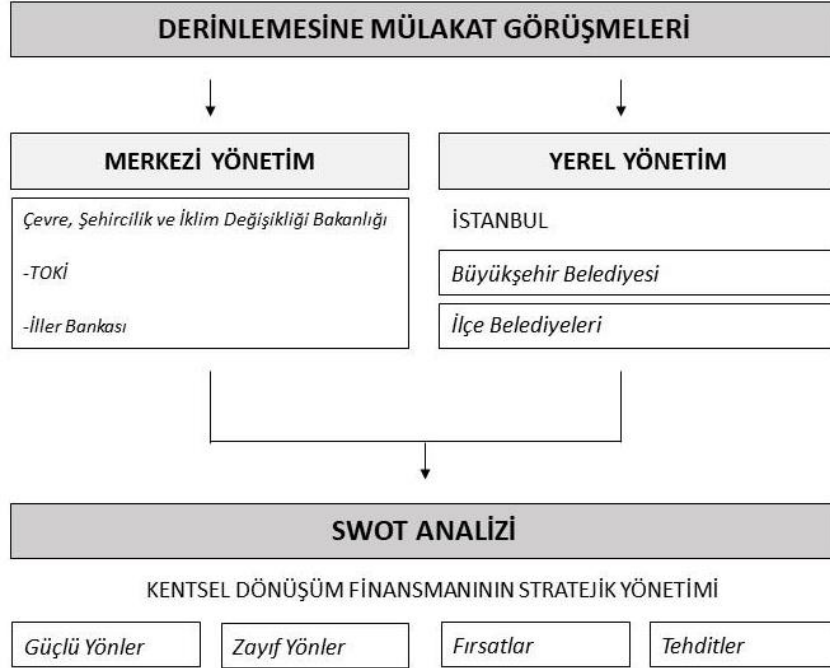 DERİNLEMESİNE MÜLAKAT GÖRÜŞMELERİ
MERKEZİ YÖNETİM
Çevre, Şehircilik ve İklim Değişikliği Bakanlığı
-TOKİ
-İller Bankası
YEREL YÖNETİM
İSTANBUL
Büyükşehir Belediyesi
İlçe Belediyeleri
SWOT ANALİZİ
KENTSEL DÖNÜŞÜM FİNANSMANININ STRATEJİK YÖNETİMİ
Güçlü Yönler
Zayıf Yönler
Fırsatlar
Tehditler